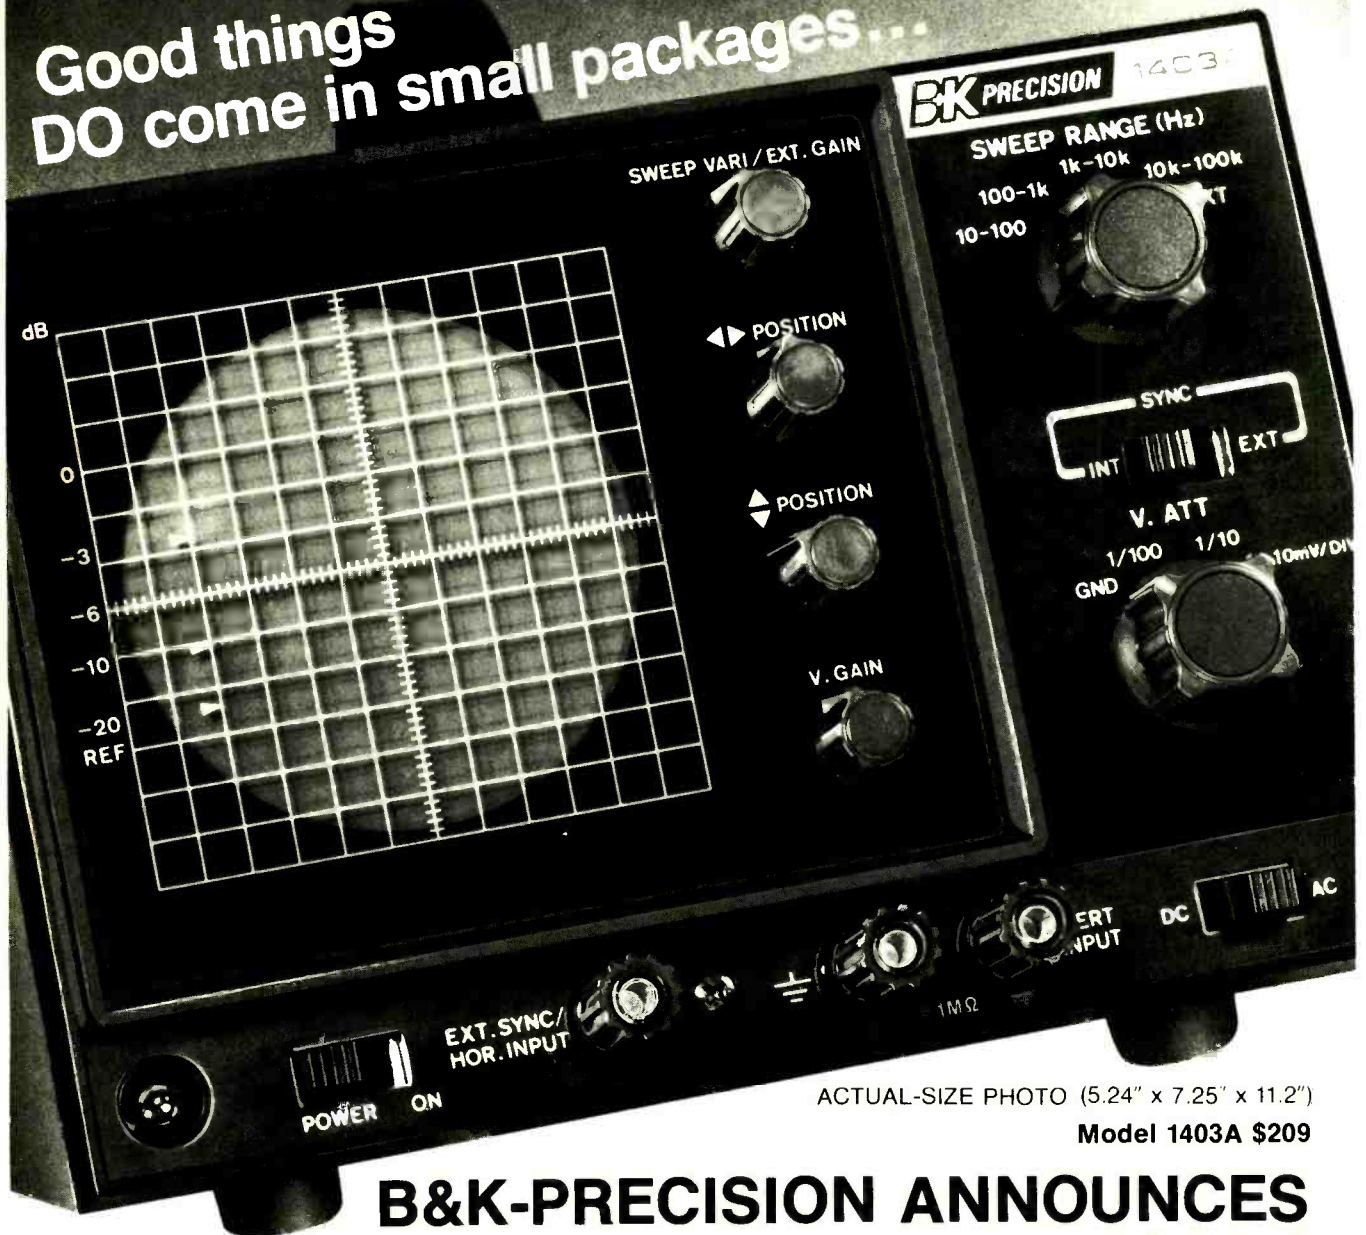 Good things
DO come in small packages...
B+K PRECISION 1403
SWEEP RANGE (Hz)
10-100
100-1k
1k-10k
10k-100k
SWEEP VARI / EXT. GAIN
◀▶ POSITION
▲▼ POSITION
V. GAIN
dB
0
-3
-6
-10
-20
REF
SYNC
INT
EXT
V. ATT
GND
1/100
1/10
10mV/DIV
DC
AC
1MΩ
EXT. SYNC/
HOR. INPUT
POWER ON
ACTUAL-SIZE PHOTO (5.24" x 7.25" x 11.2")
Model 1403A $209
B&K-PRECISION ANNOUNCES